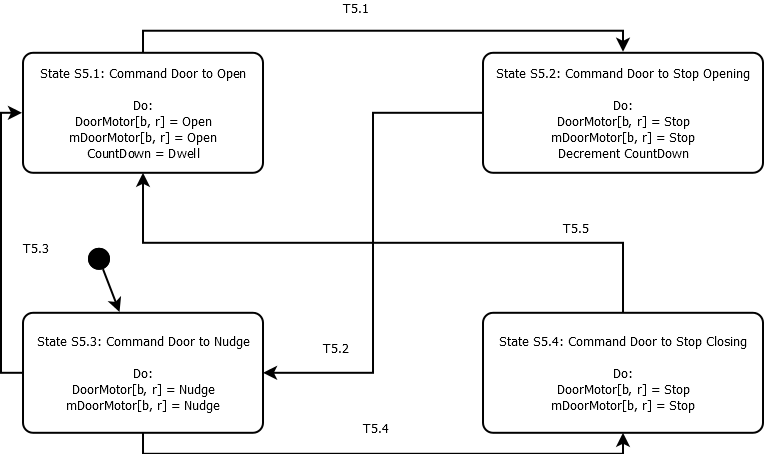 T5.1
State S5.1: Command Door to Open
Do:
DoorMotor[b, r] = Open
mDoorMotor[b, r] = Open
CountDown = Dwell
State S5.2: Command Door to Stop Opening
Do:
DoorMotor[b, r] = Stop
mDoorMotor[b, r] = Stop
Decrement CountDown
T5.3
T5.5
State S5.3: Command Door to Nudge
Do:
DoorMotor[b, r] = Nudge
mDoorMotor[b, r] = Nudge
T5.2
State S5.4: Command Door to Stop Closing
Do:
DoorMotor[b, r] = Stop
mDoorMotor[b, r] = Stop
T5.4